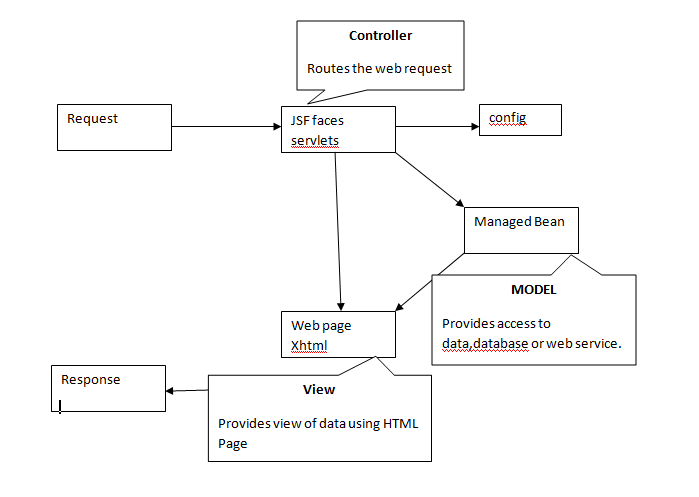 Controller
Routes the web request
Request
JSF faces
servlets
config
Managed Bean
MODEL
Provides access to
data,database or web service.
Web page
Xhtml
Response
View
Provides view of data using HTML
Page